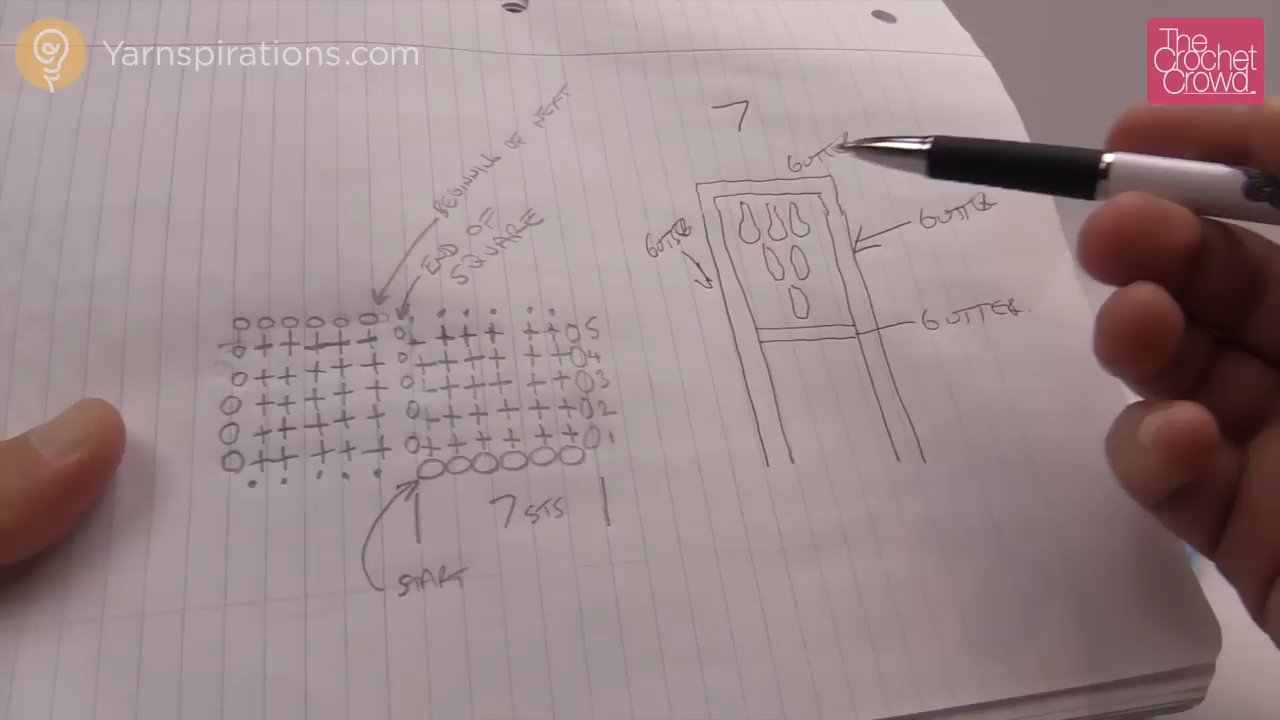 Yarnspirations.com
The
Crochet
Crowd
BEGINNING OF NEXT
END OF
SQUARE
5
4
3
2
1
7 STS
START
7
GUTTER
GUTTER
GUTTER
GUTTER